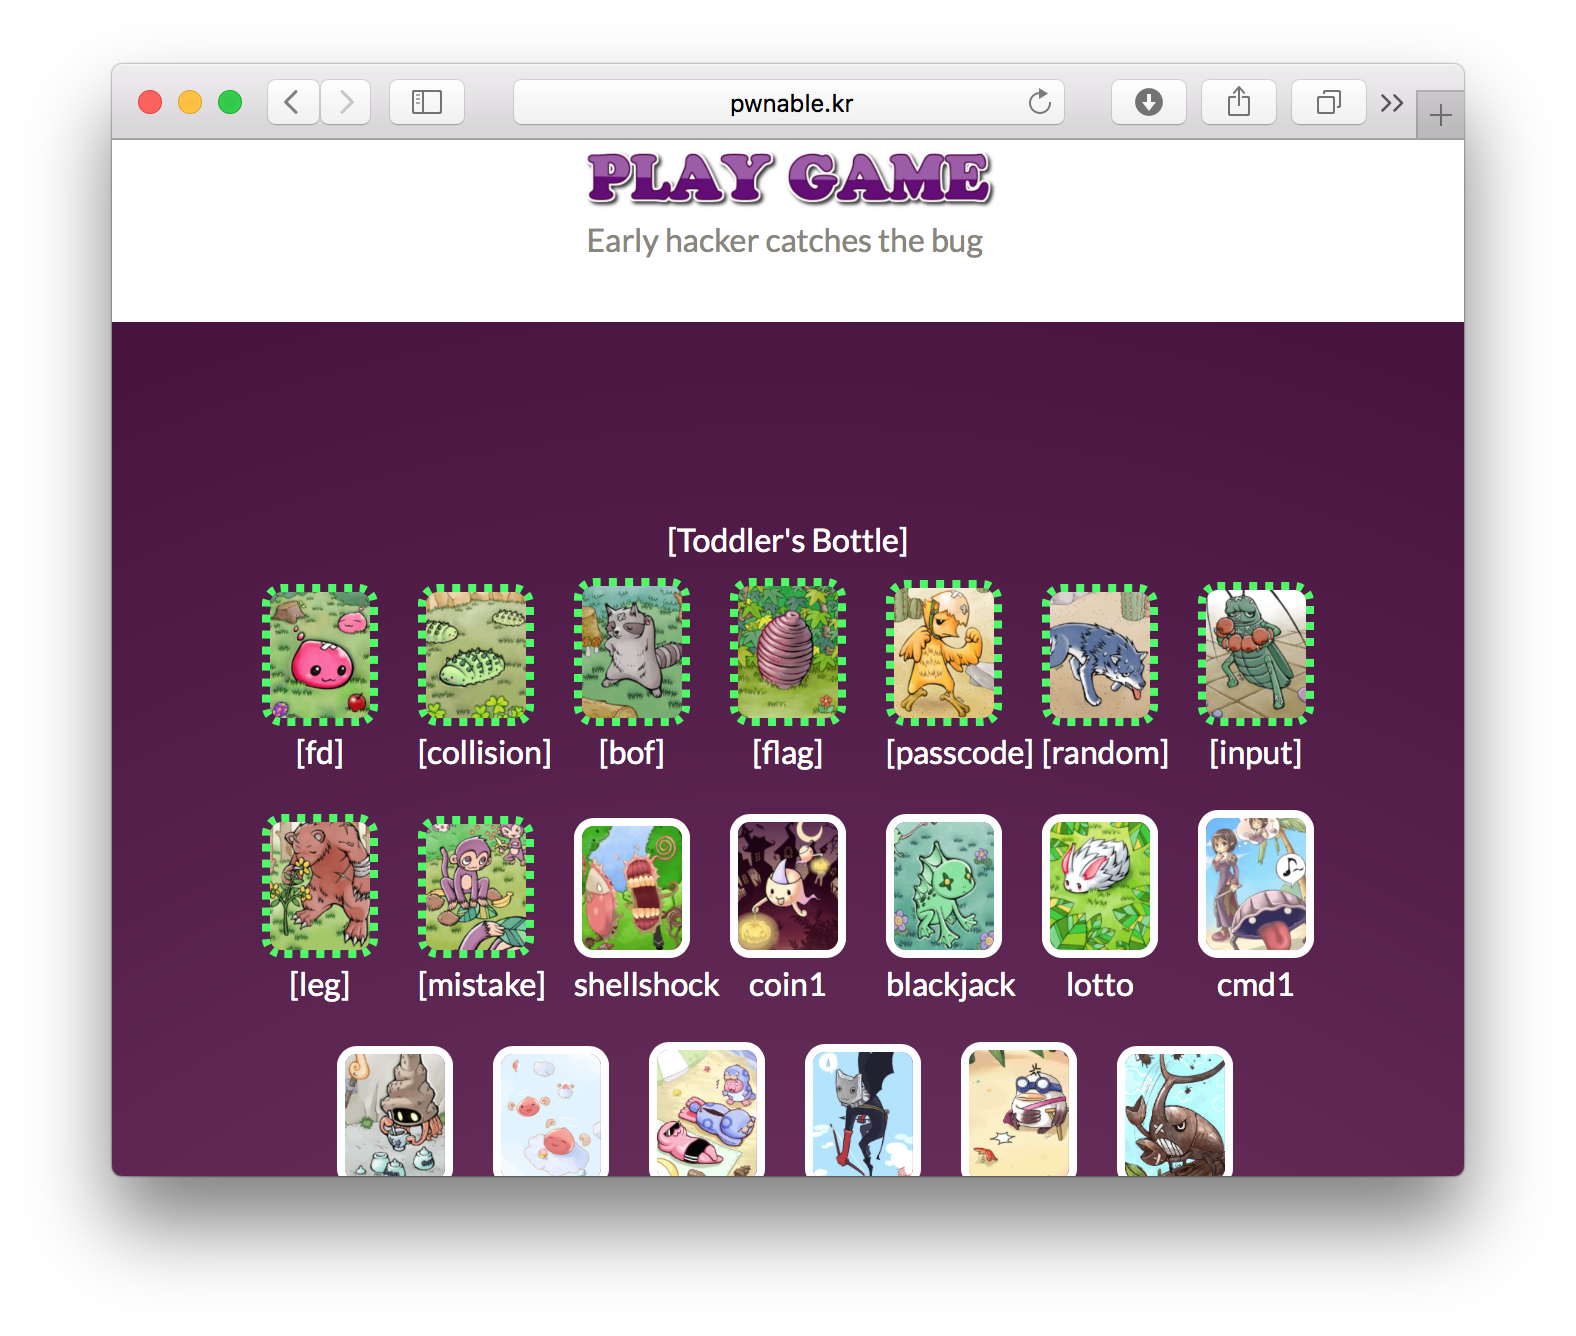 pwnable.kr
PLAY GAME
Early hacker catches the bug
[Toddler's Bottle]
[fd] [collision] [bof] [flag] [passcode] [random] [input]
[leg] [mistake] shellshock coin1 blackjack lotto cmd1